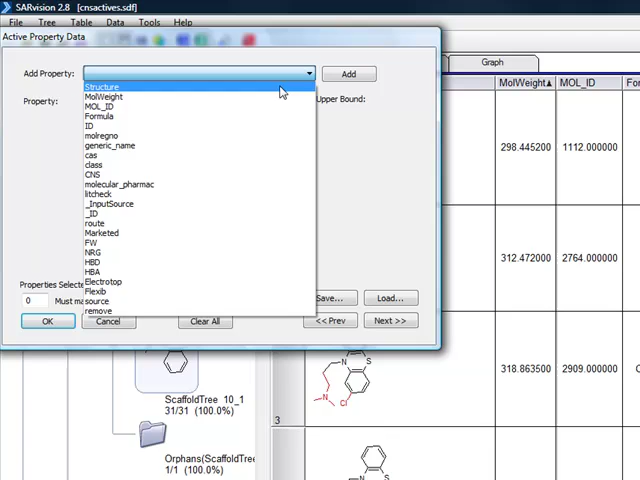 SARvision 2.8 [cnsactives.sdf]
File Tree Table Data Tools Help
Active Property Data
Add Property: Add
Property: Upper Bound:
Structure
MolWeight
MOL_ID
Formula
ID
molregno
generic_name
cas
class
CNS
molecular_pharmac
litcheck
_InputSource
_ID
route
Marketed
FW
NRG
HBD
HBA
Electrotop
Flexib
source
remove
Properties Selecte
0 Must ma
Save... Load...
OK Cancel Clear All << Prev Next >>
Graph
MolWeight MOL_ID For
298.445200 1112.000000
312.472000 2764.000000
318.863500 2909.000000 C
N S
N Cl
3
ScaffoldTree 10_1
31/31 (100.0%)
Orphans(ScaffoldTre
1/1 (100.0%)
N S